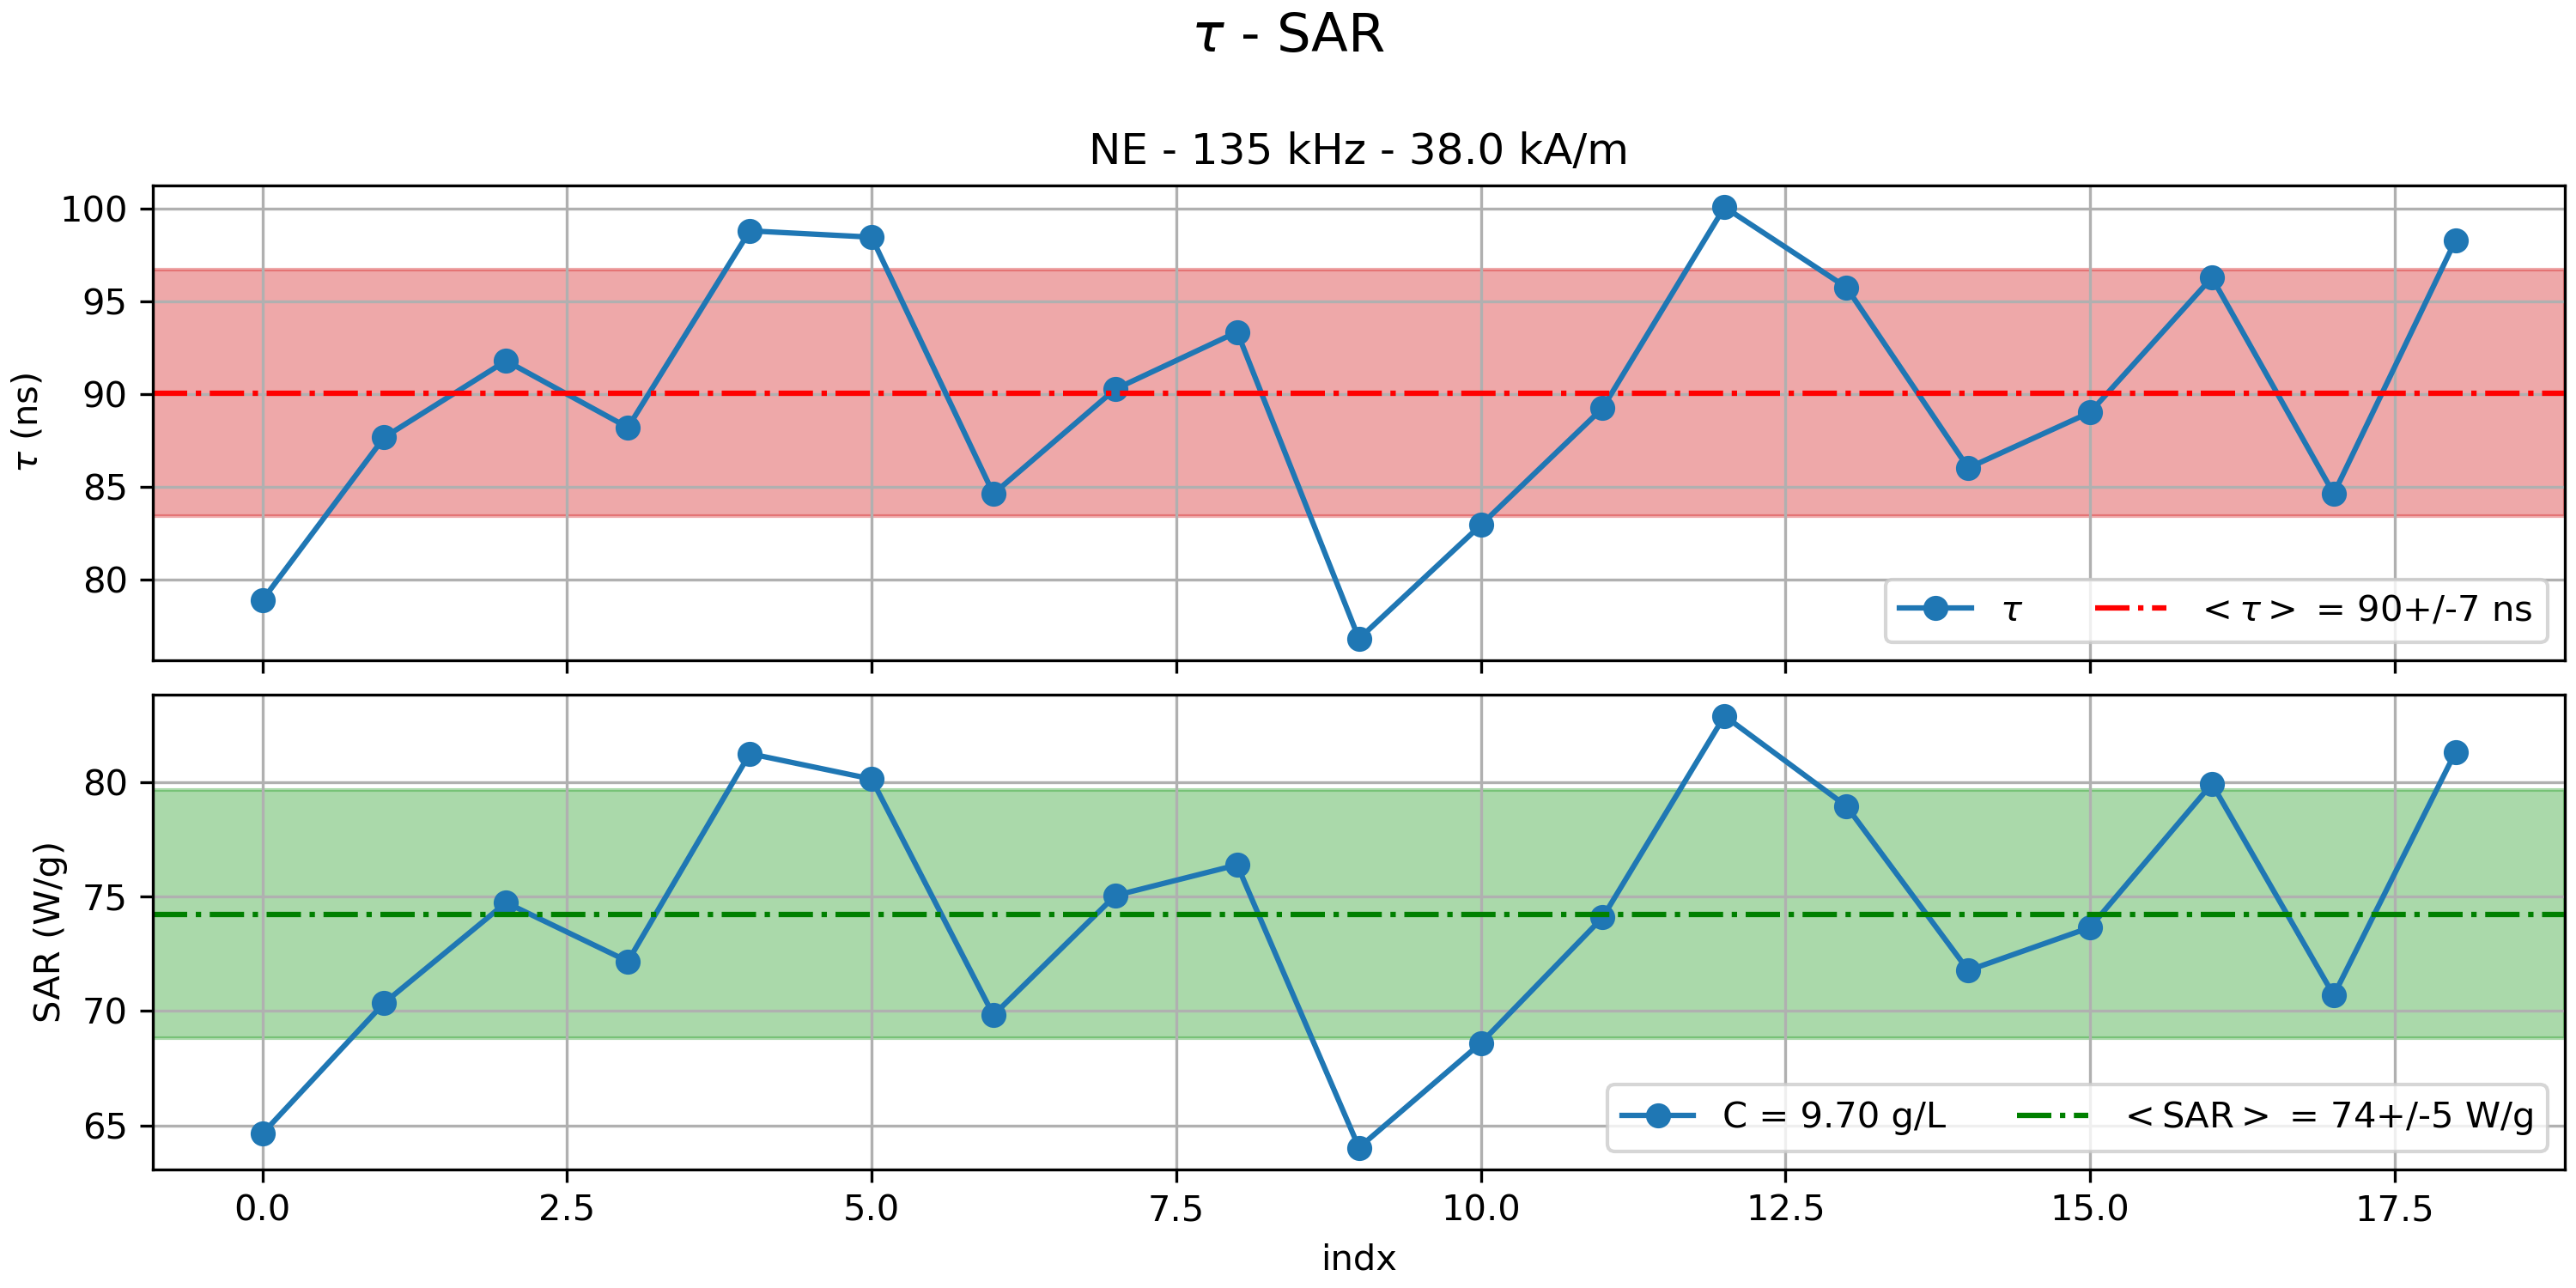 τ - SAR
NE - 135 kHz - 38.0 kA/m
τ (ns)
100
95
90
85
80
τ
<τ> = 90+/-7 ns
SAR (W/g)
80
75
70
65
C = 9.70 g/L
<SAR> = 74+/-5 W/g
0.0 2.5 5.0 7.5 10.0 12.5 15.0 17.5
indx